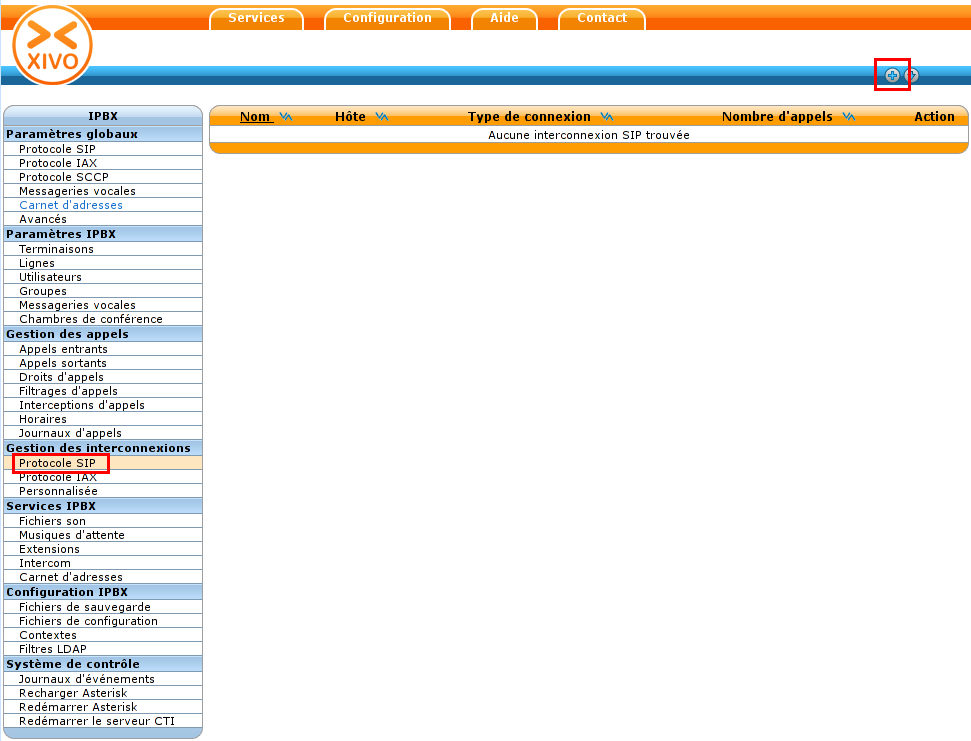 Services Configuration Aide Contact
XIVO
IPBX
Paramètres globaux
Protocole SIP
Protocole IAX
Protocole SCCP
Messageries vocales
Carnet d'adresses
Avancés
Paramètres IPBX
Terminaisons
Lignes
Utilisateurs
Groupes
Messageries vocales
Chambres de conférence
Gestion des appels
Appels entrants
Appels sortants
Droits d'appels
Filtrages d'appels
Interceptions d'appels
Horaires
Journaux d'appels
Gestion des interconnexions
Protocole SIP
Protocole IAX
Personnalisée
Services IPBX
Fichiers son
Musiques d'attente
Extensions
Intercom
Carnet d'adresses
Configuration IPBX
Fichiers de sauvegarde
Fichiers de configuration
Contextes
Filtres LDAP
Système de contrôle
Journaux d'événements
Recharger Asterisk
Redémarrer Asterisk
Redémarrer le serveur CTI
Nom Hôte Type de connexion Nombre d'appels Action
Aucune interconnexion SIP trouvée